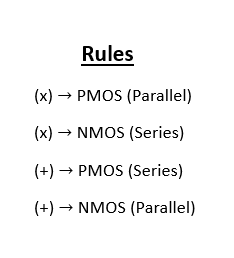 Rules
(x) → PMOS (Parallel)
(x) → NMOS (Series)
(+) → PMOS (Series)
(+) → NMOS (Parallel)